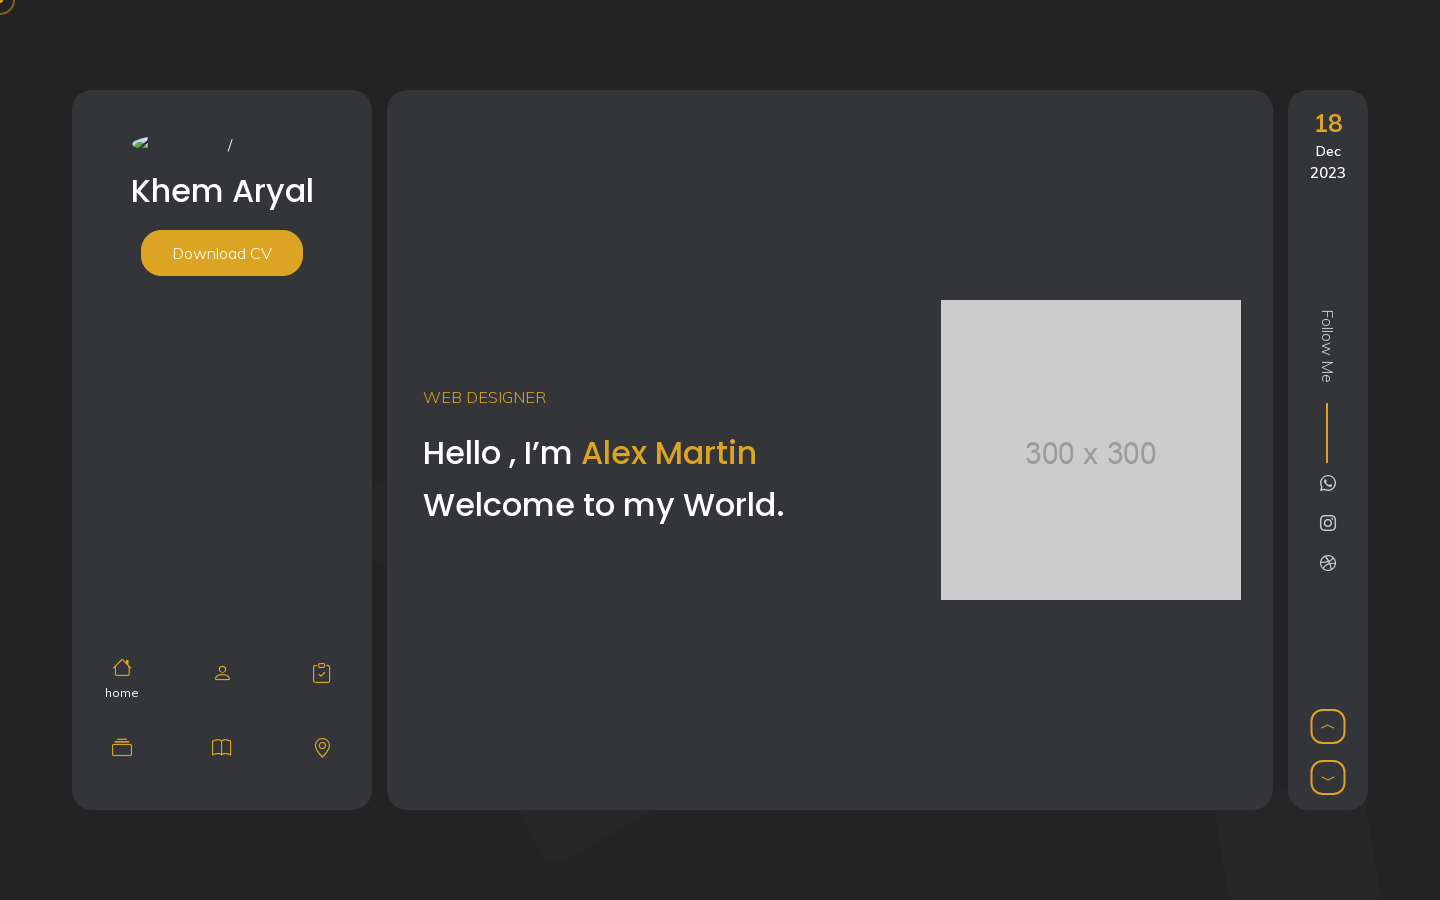 /
Khem Aryal
Download CV
home
WEB DESIGNER
Hello , I’m Alex Martin
Welcome to my World.
300 x 300
18
Dec
2023
Follow Me